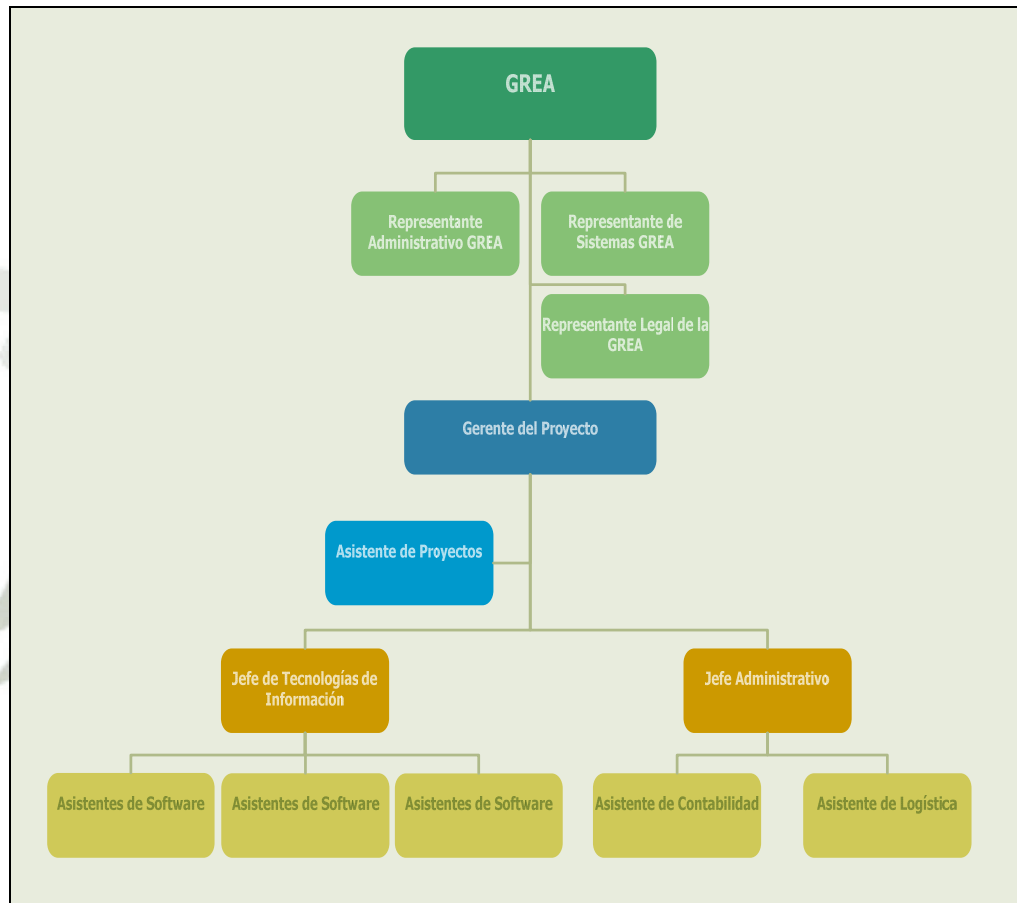 GREA
Representante
Administrativo GREA
Representante de
Sistemas GREA
Representante Legal de la
GREA
Gerente del Proyecto
Asistente de Proyectos
Jefe de Tecnologías de
Información
Jefe Administrativo
Asistentes de Software
Asistentes de Software
Asistentes de Software
Asistente de Contabilidad
Asistente de Logística